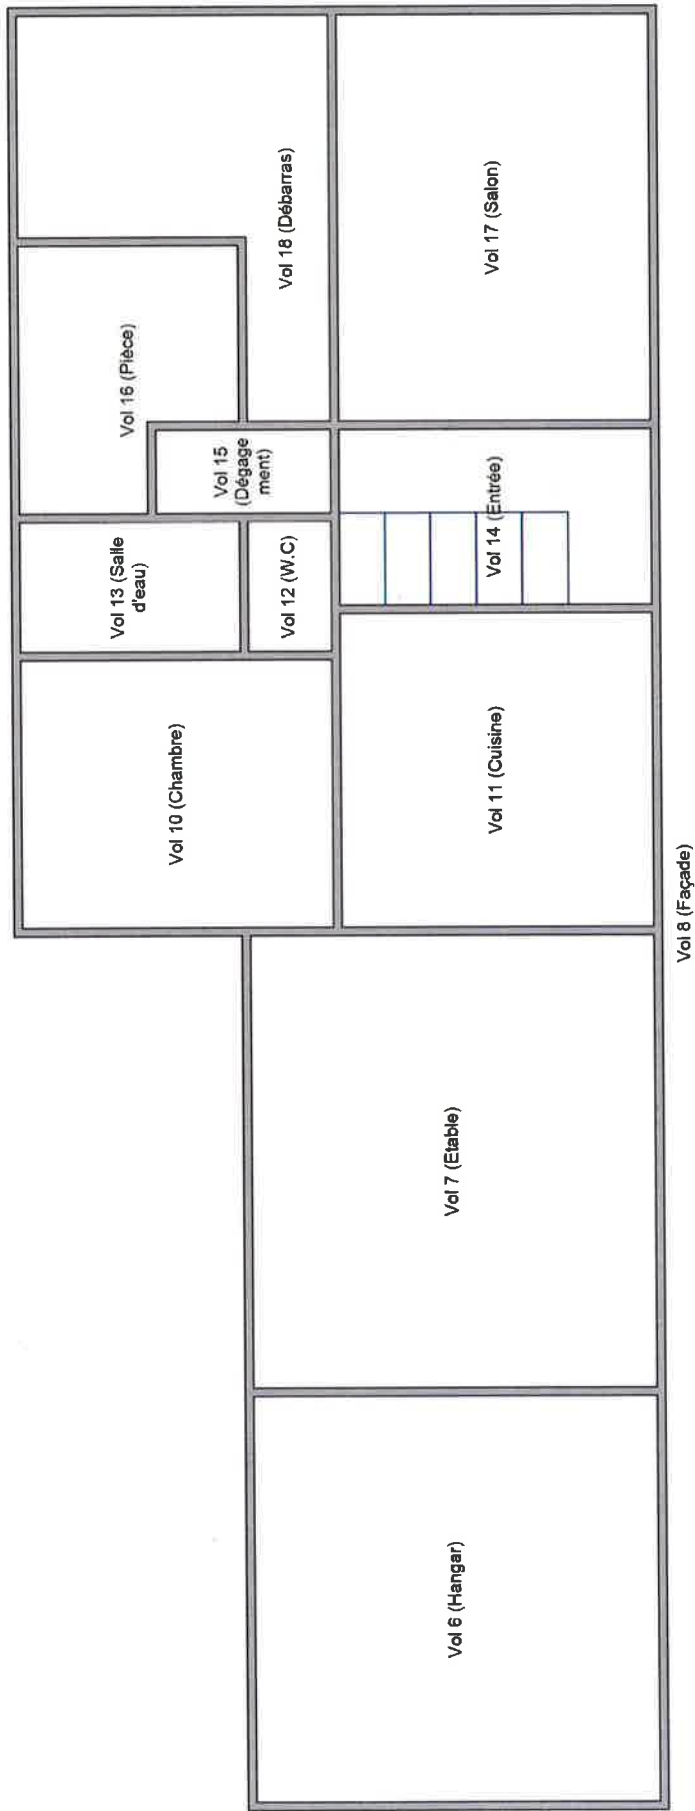 Vol 16 (Pièce)
Vol 18 (Débarras)
Vol 13 (Salle
d'eau)
Vol 15
(Dégage
ment)
Vol 12 (W.C)
Vol 10 (Chambre)
Vol 17 (Salon)
Vol 14 (Entrée)
Vol 11 (Cuisine)
Vol 7 (Etable)
Vol 6 (Hangar)
Vol 8 (Façade)